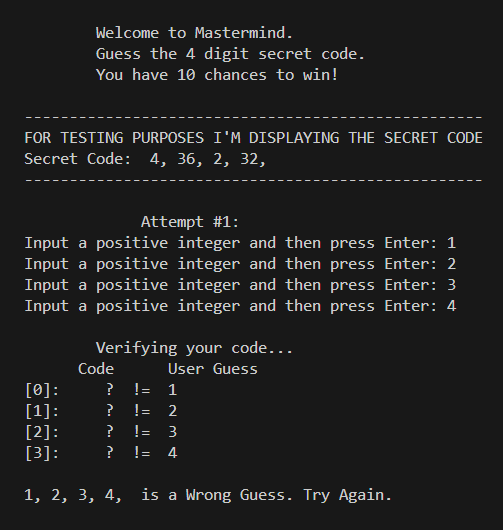 Welcome to Mastermind.
Guess the 4 digit secret code.
You have 10 chances to win!
---------------------------------------------------
FOR TESTING PURPOSES I'M DISPLAYING THE SECRET CODE
Secret Code:  4, 36, 2, 32,
---------------------------------------------------
Attempt #1:
Input a positive integer and then press Enter: 1
Input a positive integer and then press Enter: 2
Input a positive integer and then press Enter: 3
Input a positive integer and then press Enter: 4
Verifying your code...
Code      User Guess
[0]:     ?  !=  1
[1]:     ?  !=  2
[2]:     ?  !=  3
[3]:     ?  !=  4
1, 2, 3, 4,  is a Wrong Guess. Try Again.